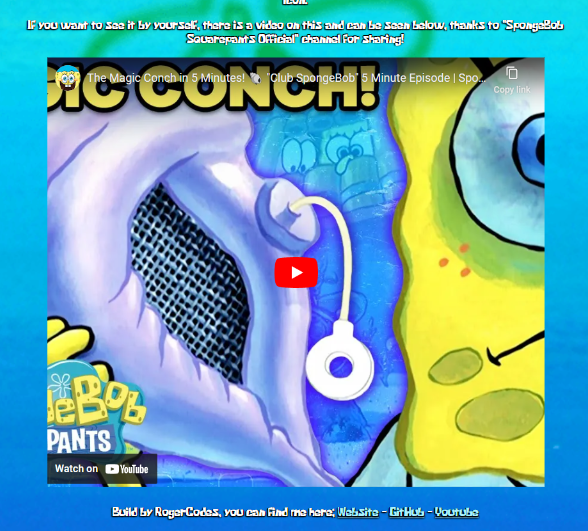 If you want to see it by yourself, there is a video on this and can be seen below, thanks to "SpongeBob
Squarepants Official" channel for sharing!
The Magic Conch in 5 Minutes! 🐚 "Club SpongeBob" 5 Minute Episode | Spo...
Copy link
GIC CONCH!
geBob
PANTS
Watch on YouTube
Build by RogerCodes, you can find me here; Website - GitHub - Youtube